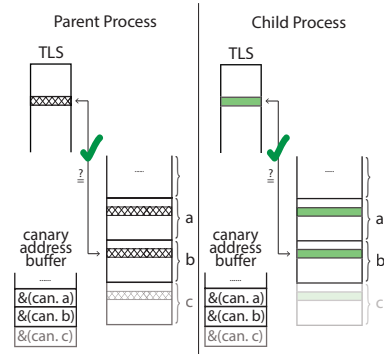 Parent Process
TLS
?
=
.....
a
b
c
canary
address
buffer
.....
&(can. a)
&(can. b)
&(can. c)
Child Process
TLS
?
=
.....
a
b
c
canary
address
buffer
.....
&(can. a)
&(can. b)
&(can. c)